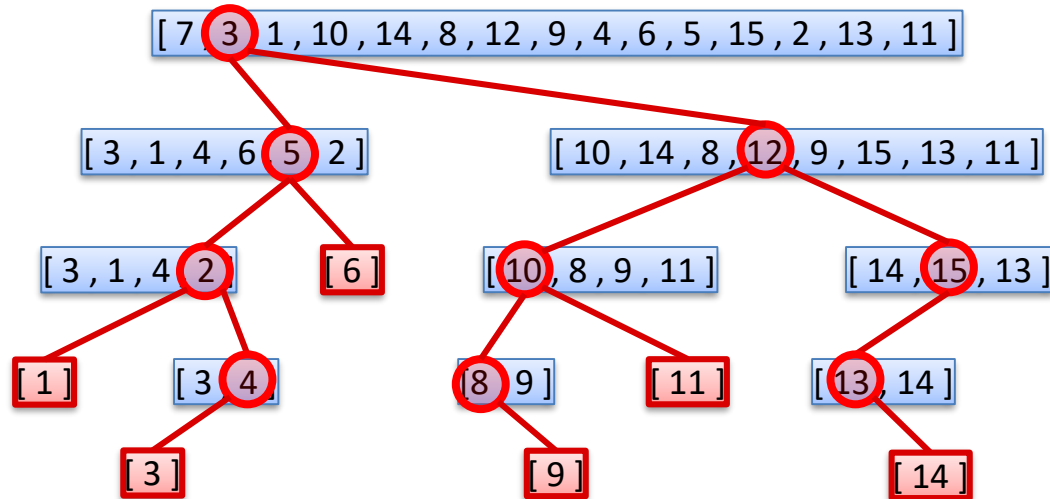 [ 7 , 3 , 1 , 10 , 14 , 8 , 12 , 9 , 4 , 6 , 5 , 15 , 2 , 13 , 11 ]
[ 3 , 1 , 4 , 6 , 5 , 2 ]
[ 10 , 14 , 8 , 12 , 9 , 15 , 13 , 11 ]
[ 3 , 1 , 4 , 2 ]
[ 6 ]
[ 10 , 8 , 9 , 11 ]
[ 14 , 15 , 13 ]
[ 1 ]
[ 3 , 4 ]
[ 8 , 9 ]
[ 11 ]
[ 13 , 14 ]
[ 3 ]
[ 9 ]
[ 14 ]